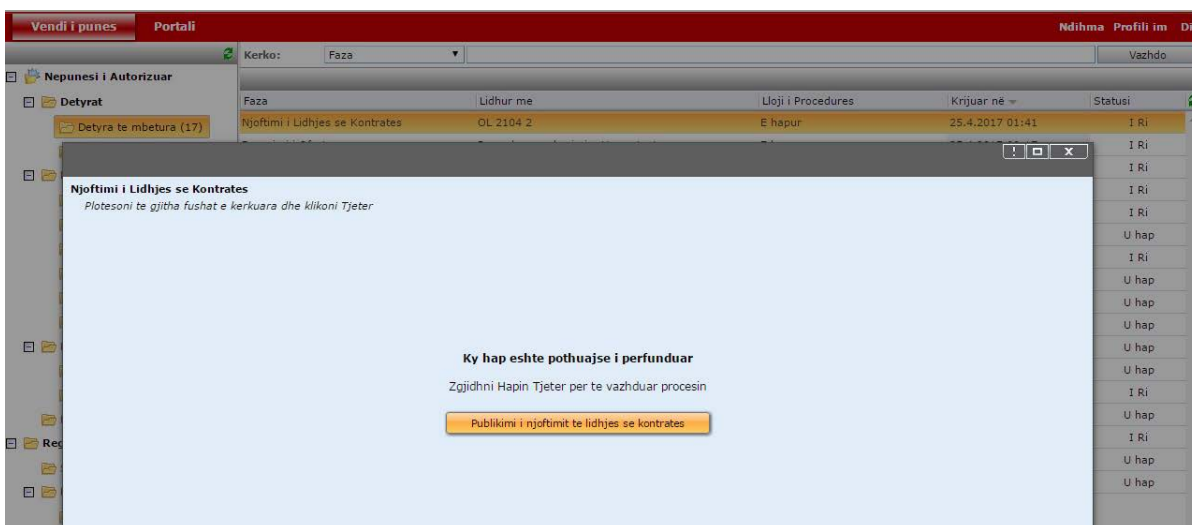 Vendi i punes Portali Ndihma Profili im
Kerko: Faza Vazhdo
Nepunesi i Autorizuar
Detyrat Faza Lidhur me Lloji i Procedures Krijuar në Statusi
Detyra te mbetura (17) Njoftimi i Lidhjes se Kontrates OL 2104 2 E hapur 25.4.2017 01:41 I Ri
I Ri
I Ri
Njoftimi i Lidhjes se Kontrates I Ri
Plotesoni te gjitha fushat e kerkuara dhe klikoni Tjeter I Ri
U hap
I Ri
U hap
U hap
U hap
U hap
Ky hap eshte pothuajse i perfunduar
Zgjidhni Hapin Tjeter per te vazhduar procesin U hap
I Ri
Publikimi i njoftimit te lidhjes se kontrates U hap
Reg I Ri
U hap
U hap